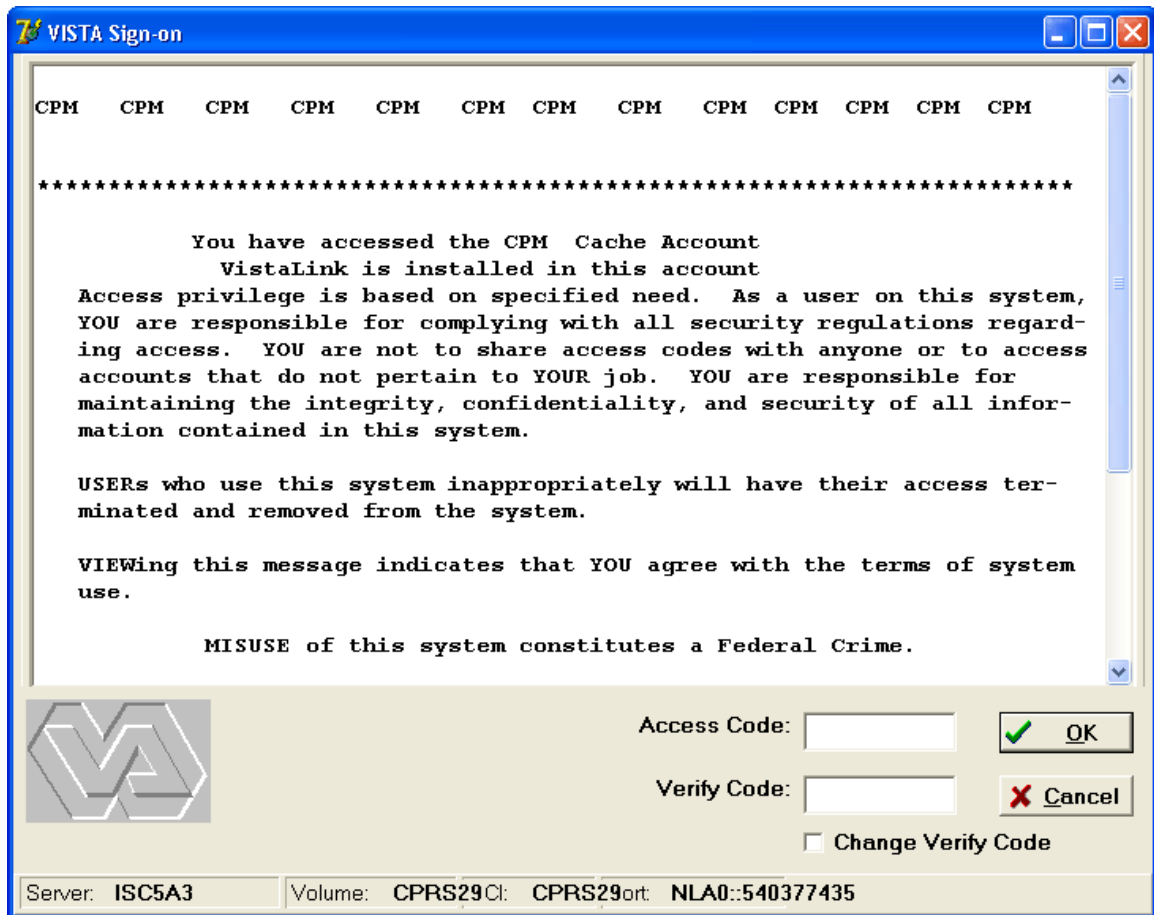 VISTA Sign-on
CPM CPM CPM CPM CPM CPM CPM CPM CPM CPM CPM CPM CPM
*************************************************************************
You have accessed the CPM Cache Account
VistaLink is installed in this account
Access privilege is based on specified need. As a user on this system,
YOU are responsible for complying with all security regulations regard-
ing access. YOU are not to share access codes with anyone or to access
accounts that do not pertain to YOUR job. YOU are responsible for
maintaining the integrity, confidentiality, and security of all infor-
mation contained in this system.
USERs who use this system inappropriately will have their access ter-
minated and removed from the system.
VIEWing this message indicates that YOU agree with the terms of system
use.
MISUSE of this system constitutes a Federal Crime.
Access Code:
OK
Verify Code:
Cancel
Change Verify Code
Server: ISC5A3 Volume: CPRS29 CI: CPRS29 ort: NLA0::540377435